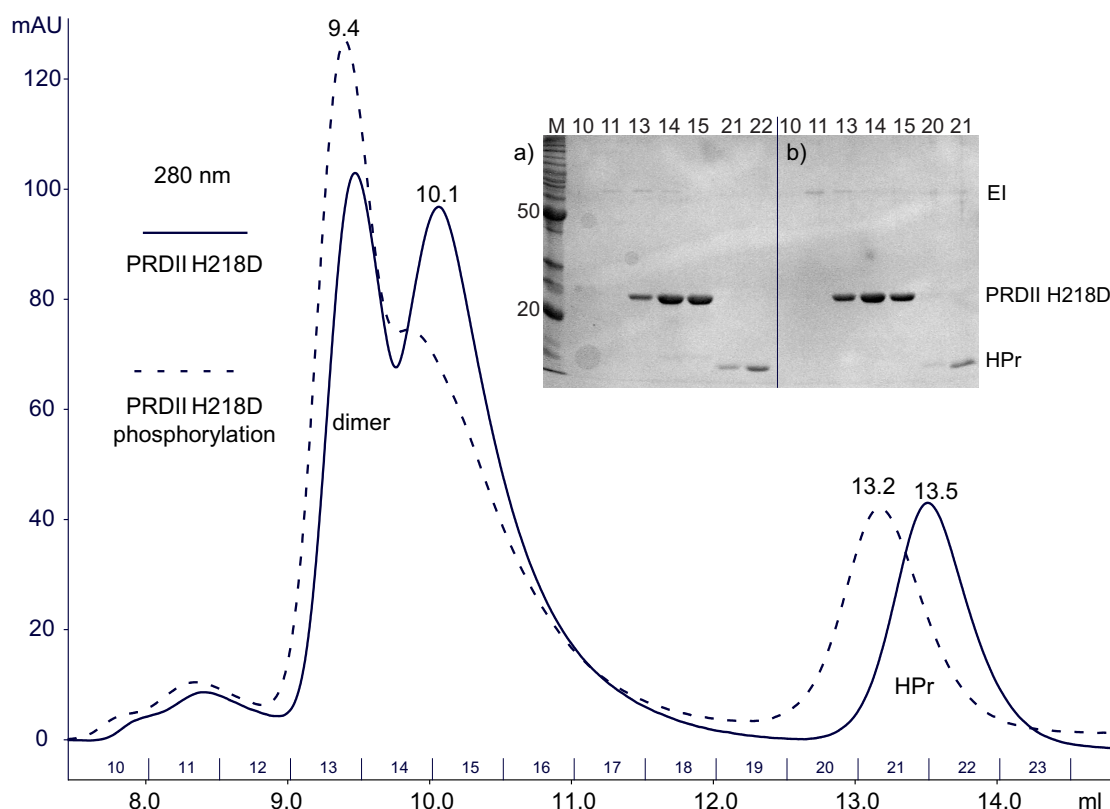 mAU
120
100
80
60
40
20
0
9.4
10.1
13.2
13.5
280 nm
PRDII H218D
PRDII H218D
phosphorylation
dimer
HPr
M 10 11 13 14 15 21 22 10 11 13 14 15 20 21
a) b)
50
20
EI
PRDII H218D
HPr
10 11 12 13 14 15 16 17 18 19 20 21 22 23
8.0 9.0 10.0 11.0 12.0 13.0 14.0 ml